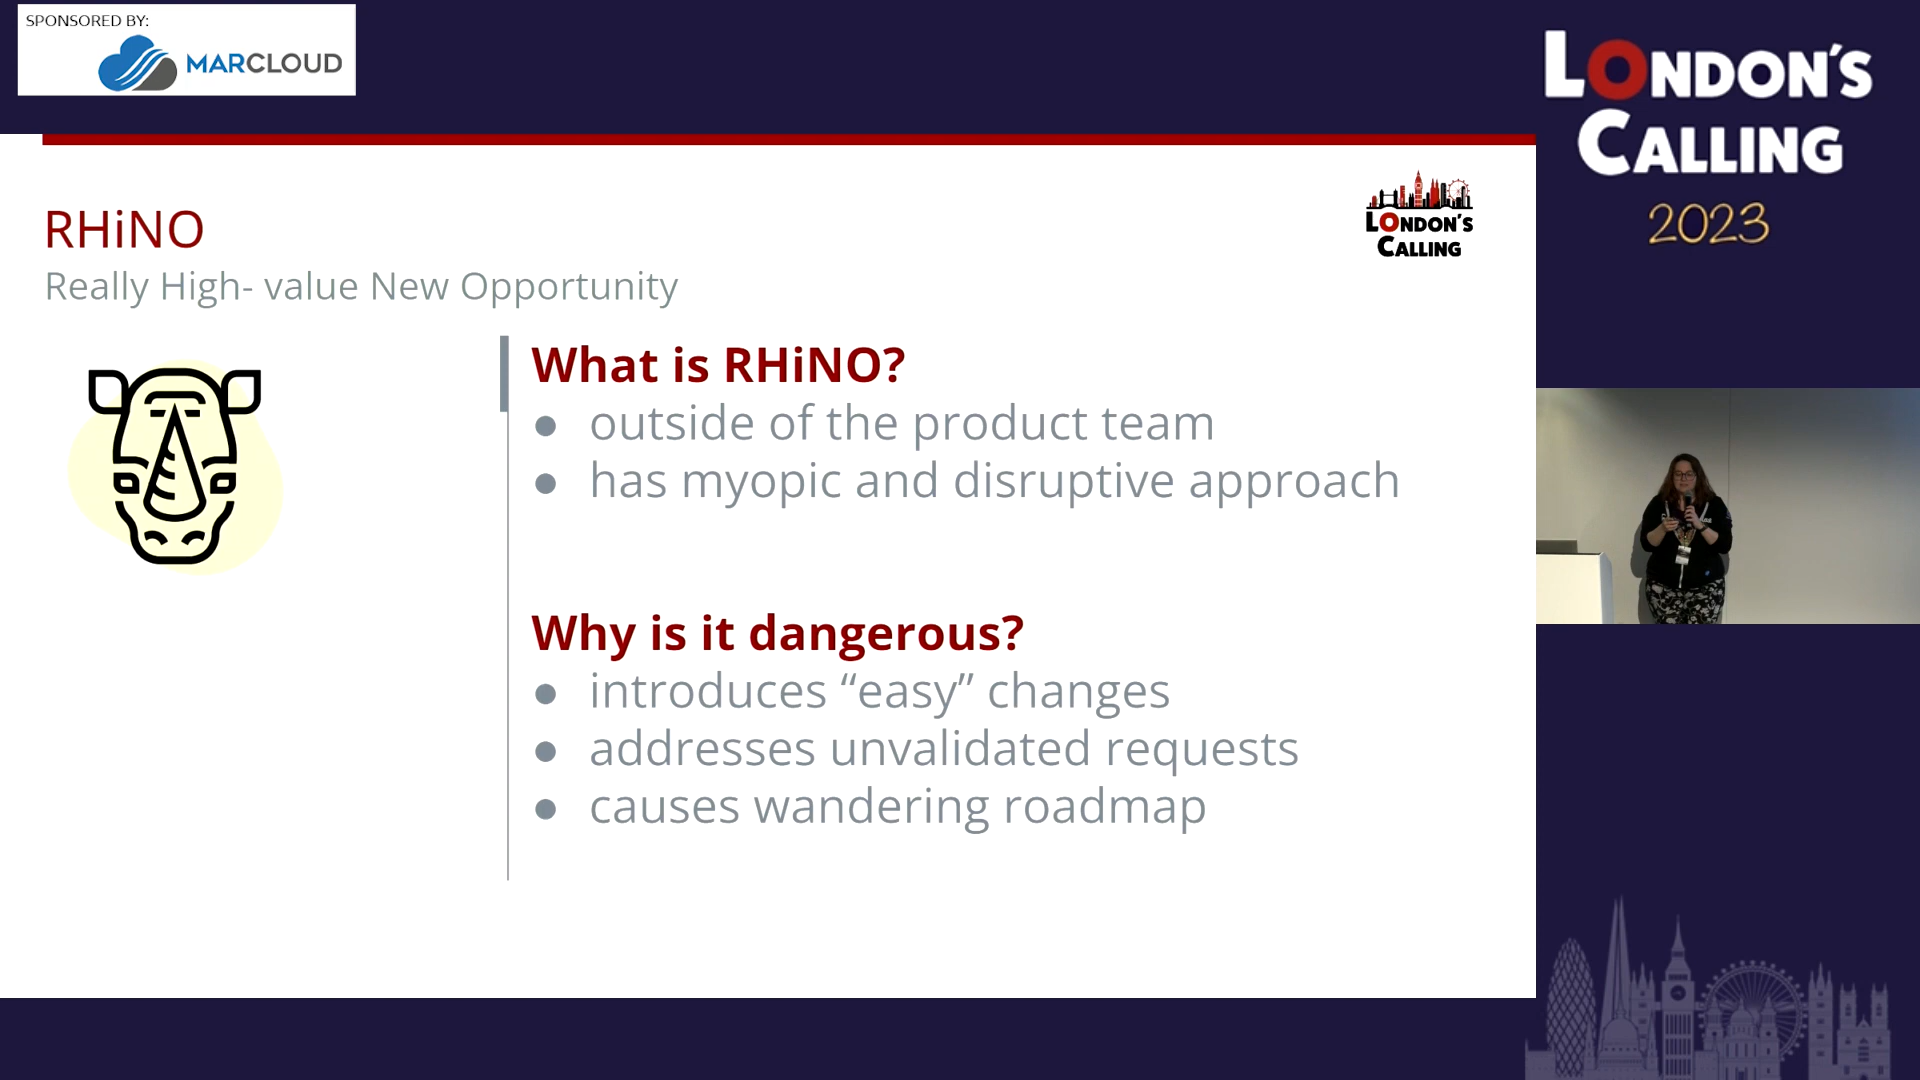 SPONSORED BY:
MARCLOUD
LONDON'S
CALLING
2023
RHiNO
Really High- value New Opportunity
LONDON'S
CALLING
What is RHiNO?
● outside of the product team
● has myopic and disruptive approach
Why is it dangerous?
● introduces “easy” changes
● addresses unvalidated requests
● causes wandering roadmap